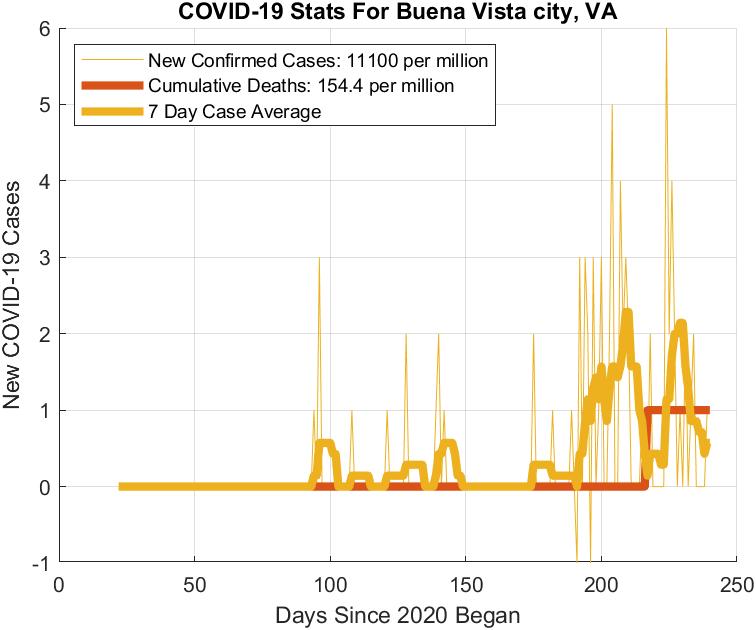 COVID-19 Stats For Buena Vista city, VA
New Confirmed Cases: 11100 per million
Cumulative Deaths: 154.4 per million
7 Day Case Average
New COVID-19 Cases
6
5
4
3
2
1
0
-1
0 50 100 150 200 250
Days Since 2020 Began